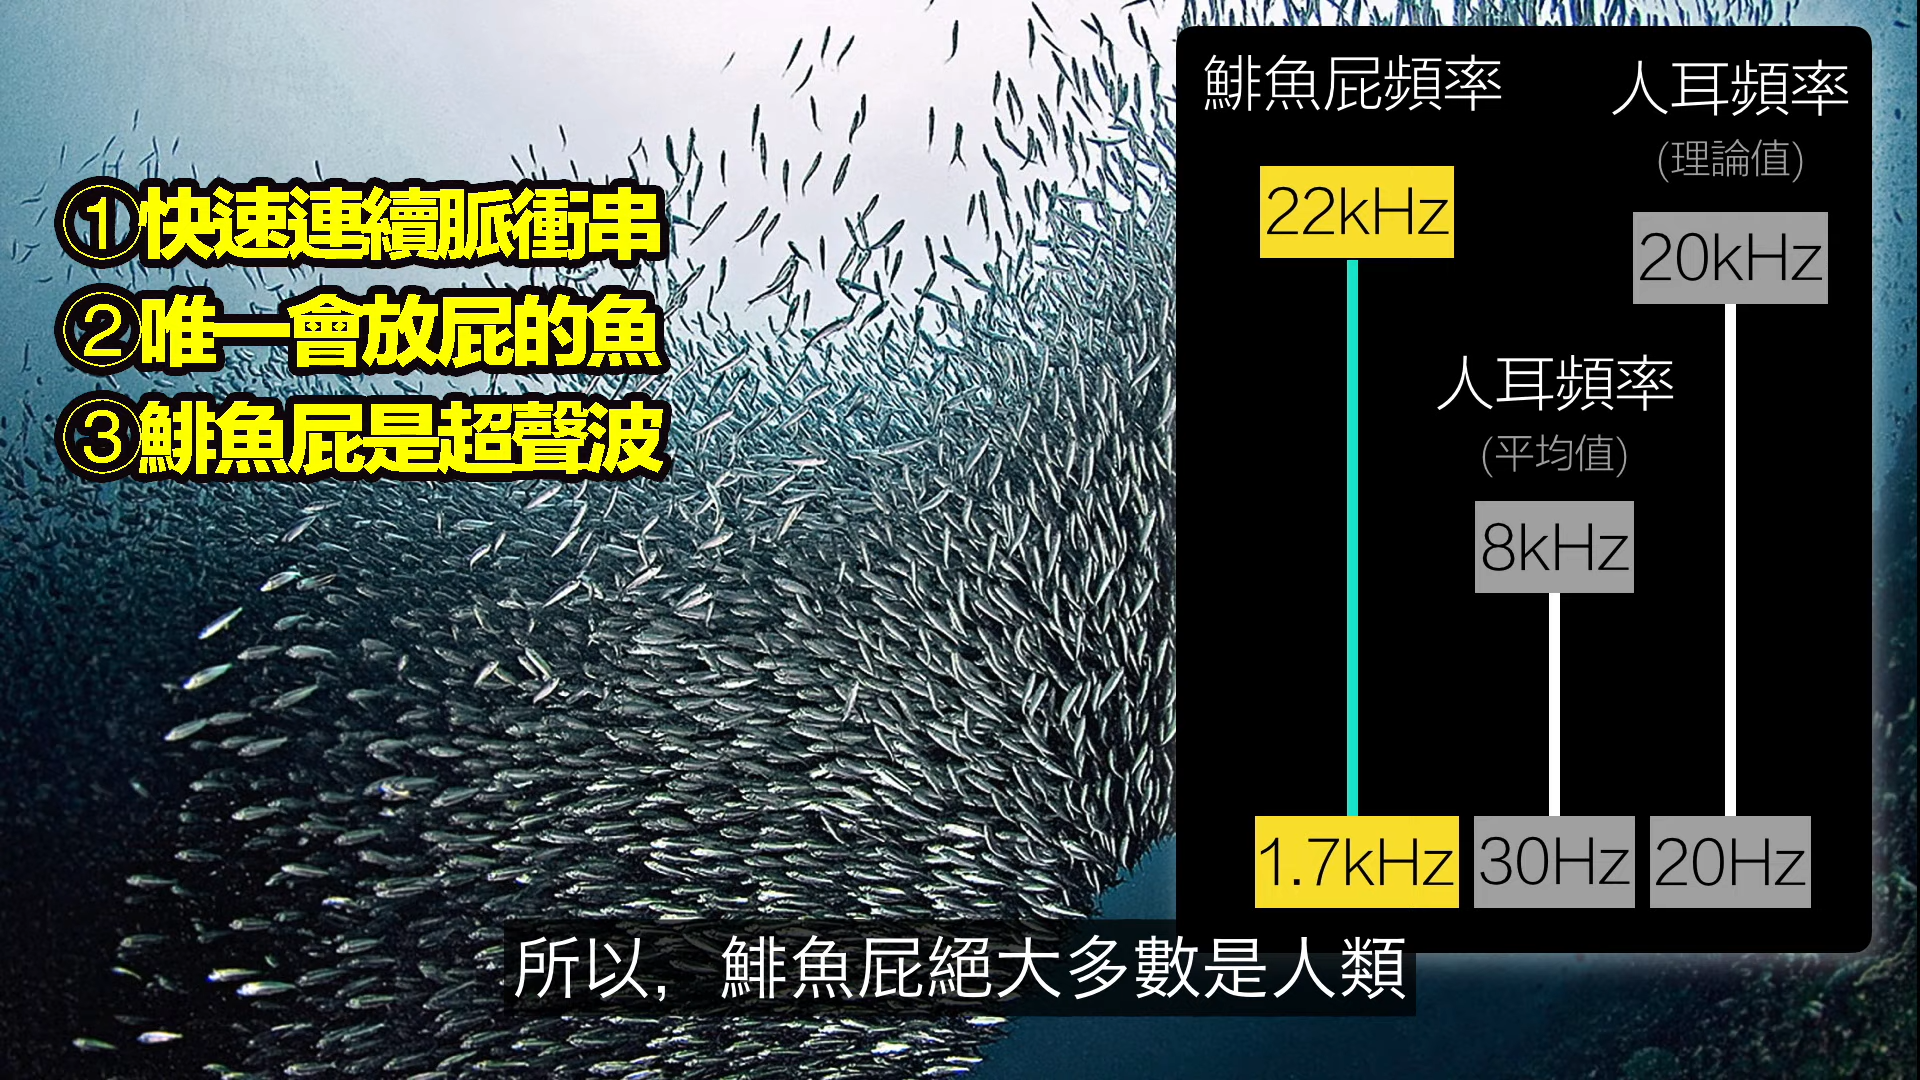 ①快速連續脈衝串
②唯一會放屁的魚
③鯡魚屁是超聲波
鯡魚屁頻率
22kHz
1.7kHz
人耳頻率
(平均值)
8kHz
30Hz
人耳頻率
(理論值)
20kHz
20Hz
所以，鯡魚屁絕大多數是人類